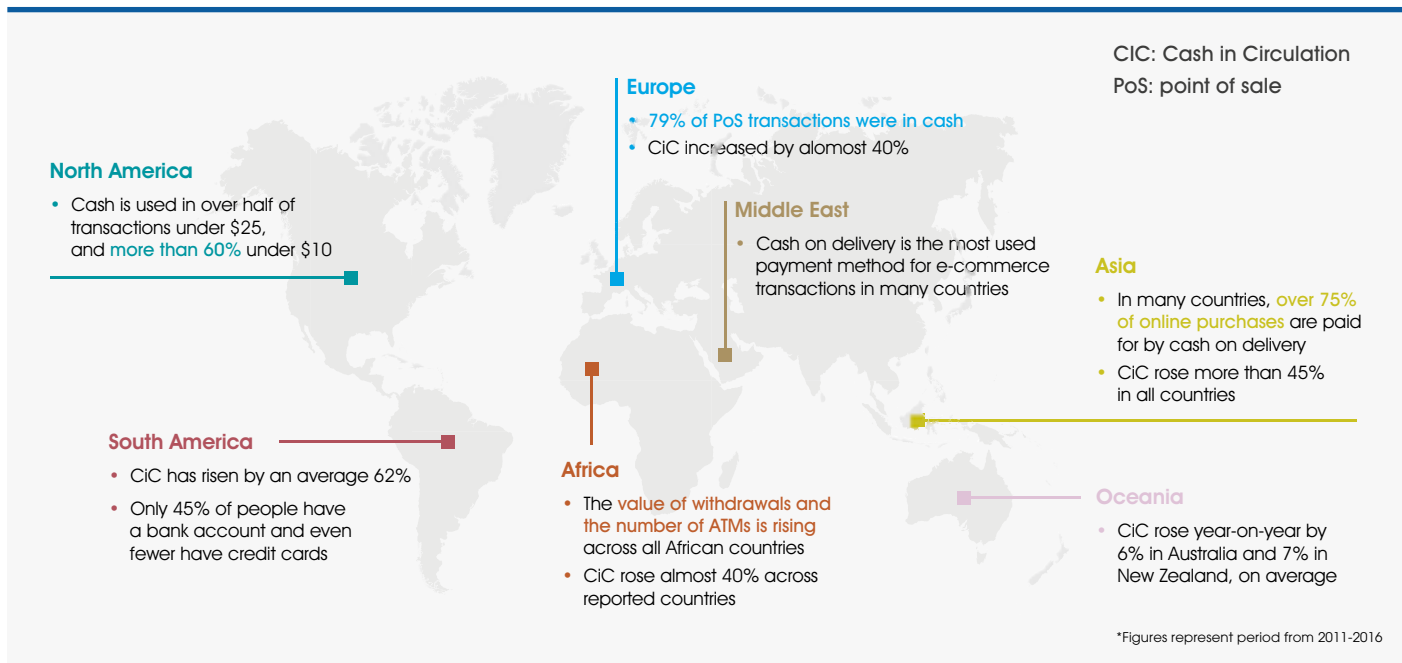 CIC: Cash in Circulation
PoS: point of sale
Europe
• 79% of PoS transactions were in cash
• CiC increased by alomost 40%
North America
• Cash is used in over half of
transactions under $25,
and more than 60% under $10
Middle East
• Cash on delivery is the most used
payment method for e-commerce
transactions in many countries
Asia
• In many countries, over 75%
of online purchases are paid
for by cash on delivery
• CiC rose more than 45%
in all countries
South America
• CiC has risen by an average 62%
• Only 45% of people have
a bank account and even
fewer have credit cards
Africa
• The value of withdrawals and
the number of ATMs is rising
across all African countries
• CiC rose almost 40% across
reported countries
Oceania
• CiC rose year-on-year by
6% in Australia and 7% in
New Zealand, on average
*Figures represent period from 2011-2016